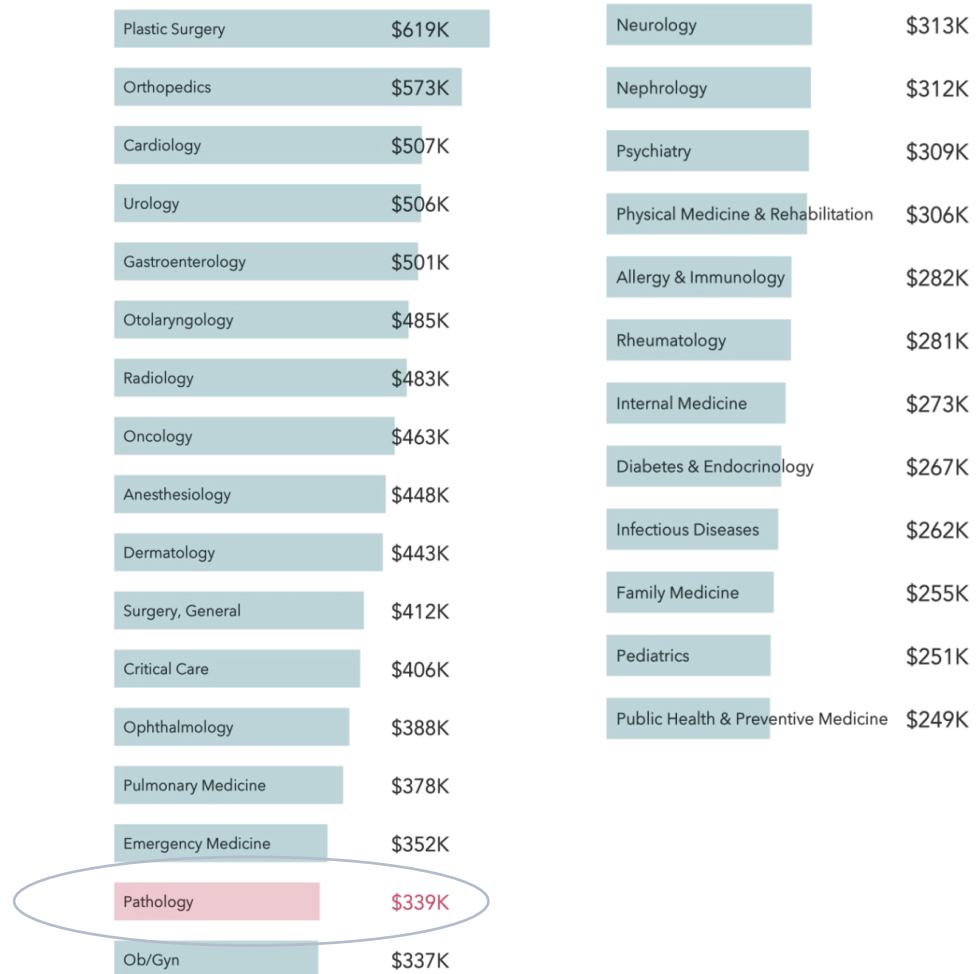 Plastic Surgery $619K
Orthopedics $573K
Cardiology $507K
Urology $506K
Gastroenterology $501K
Otolaryngology $485K
Radiology $483K
Oncology $463K
Anesthesiology $448K
Dermatology $443K
Surgery, General $412K
Critical Care $406K
Ophthalmology $388K
Pulmonary Medicine $378K
Emergency Medicine $352K
Pathology $339K
Ob/Gyn $337K
Neurology $313K
Nephrology $312K
Psychiatry $309K
Physical Medicine & Rehabilitation $306K
Allergy & Immunology $282K
Rheumatology $281K
Internal Medicine $273K
Diabetes & Endocrinology $267K
Infectious Diseases $262K
Family Medicine $255K
Pediatrics $251K
Public Health & Preventive Medicine $249K